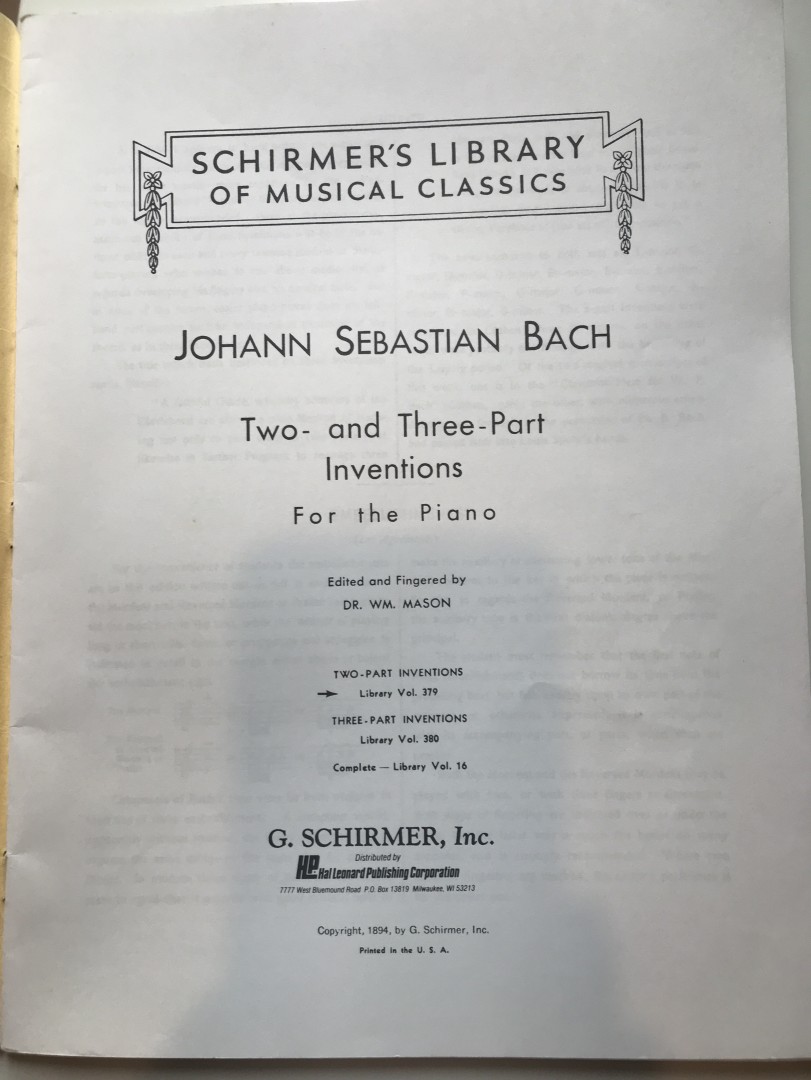 SCHIRMER'S LIBRARY
OF MUSICAL CLASSICS
JOHANN SEBASTIAN BACH
Two- and Three-Part
Inventions
For the Piano
Edited and Fingered by
DR. WM. MASON
TWO-PART INVENTIONS
→ Library Vol. 379
THREE-PART INVENTIONS
Library Vol. 380
Complete — Library Vol. 16
G. SCHIRMER, Inc.
Distributed by
HL Hal Leonard Publishing Corporation
7777 West Bluemound Road P.O. Box 13819 Milwaukee, WI 53213
Copyright, 1894, by G. Schirmer, Inc.
Printed in the U. S. A.